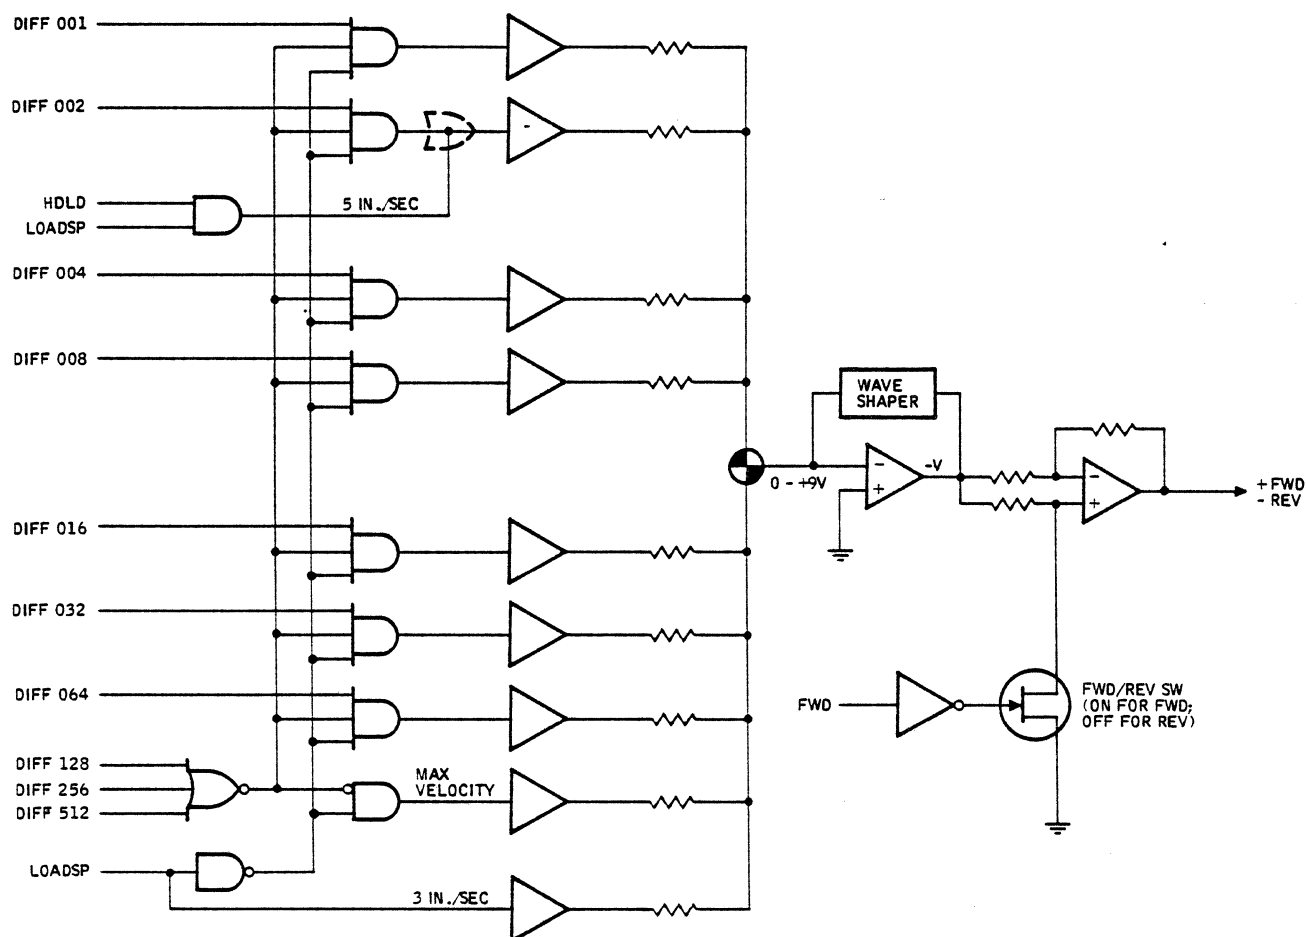 DIFF 001
DIFF 002
-
HDLD
LOADSP
5 IN./SEC
DIFF 004
DIFF 008
WAVE
SHAPER
0 - +9V
-
+
-V
-
+
+FWD
- REV
DIFF 016
DIFF 032
DIFF 064
FWD
FWD/REV SW
(ON FOR FWD;
OFF FOR REV)
DIFF 128
DIFF 256
DIFF 512
MAX
VELOCITY
LOADSP
3 IN./SEC